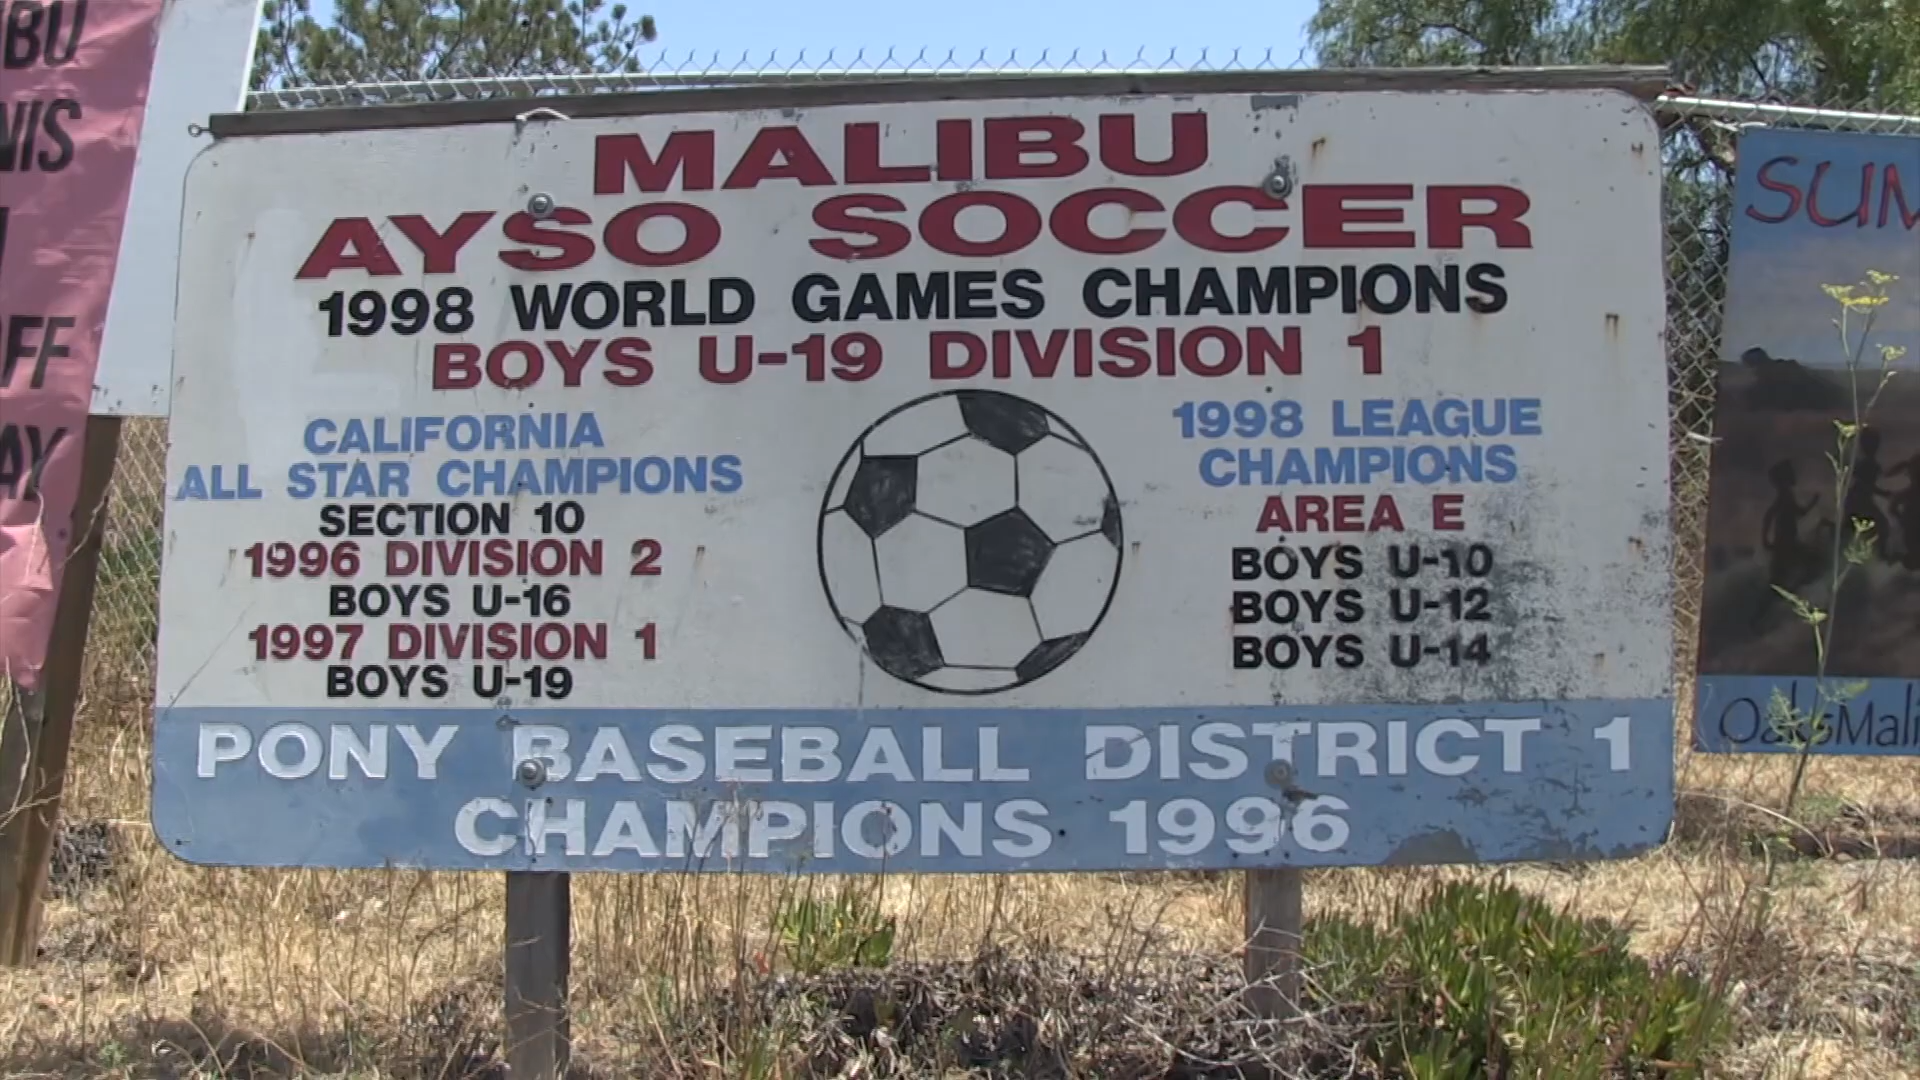 MALIBU
AYSO SOCCER
1998 WORLD GAMES CHAMPIONS
BOYS U-19 DIVISION 1
CALIFORNIA
ALL STAR CHAMPIONS
SECTION 10
1996 DIVISION 2
BOYS U-16
1997 DIVISION 1
BOYS U-19
1998 LEAGUE
CHAMPIONS
AREA E
BOYS U-10
BOYS U-12
BOYS U-14
PONY BASEBALL DISTRICT 1
CHAMPIONS 1996